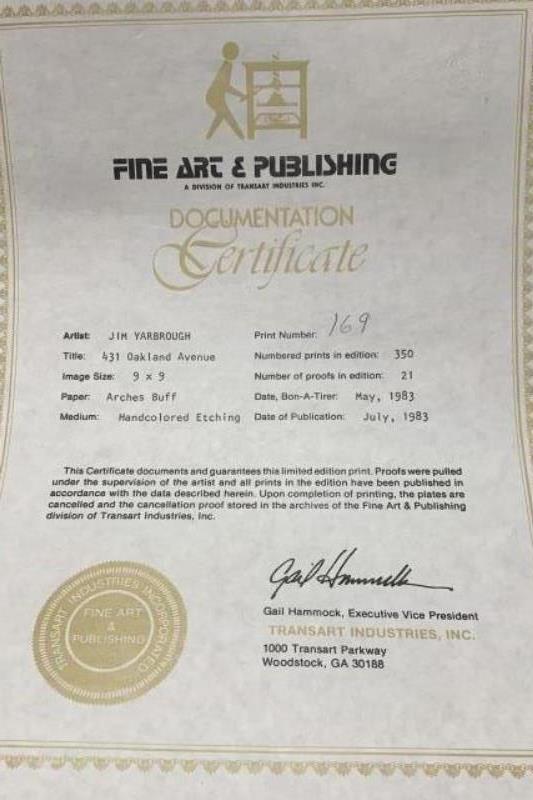 FINE ART & PUBLISHING
A DIVISION OF TRANSART INDUSTRIES INC.
DOCUMENTATION
Certificate
Artist: JIM YARBROUGH
Print Number: 169
Title: 431 Oakland Avenue
Numbered prints in edition: 350
Image Size: 9 x 9
Number of proofs in edition: 21
Paper: Arches Buff
Date, Bon-A-Tirer: May, 1983
Medium: Handcolored Etching
Date of Publication: July, 1983
This Certificate documents and guarantees this limited edition print. Proofs were pulled
under the supervision of the artist and all prints in the edition have been published in
accordance with the data described herein. Upon completion of printing, the plates are
cancelled and the cancellation proof stored in the archives of the Fine Art & Publishing
division of Transart Industries, Inc.
Gail Hammock
Gail Hammock, Executive Vice President
TRANSART INDUSTRIES, INC.
1000 Transart Parkway
Woodstock, GA 30188
TRANSART INDUSTRIES INCORPORATED
FINE ART
&
PUBLISHING